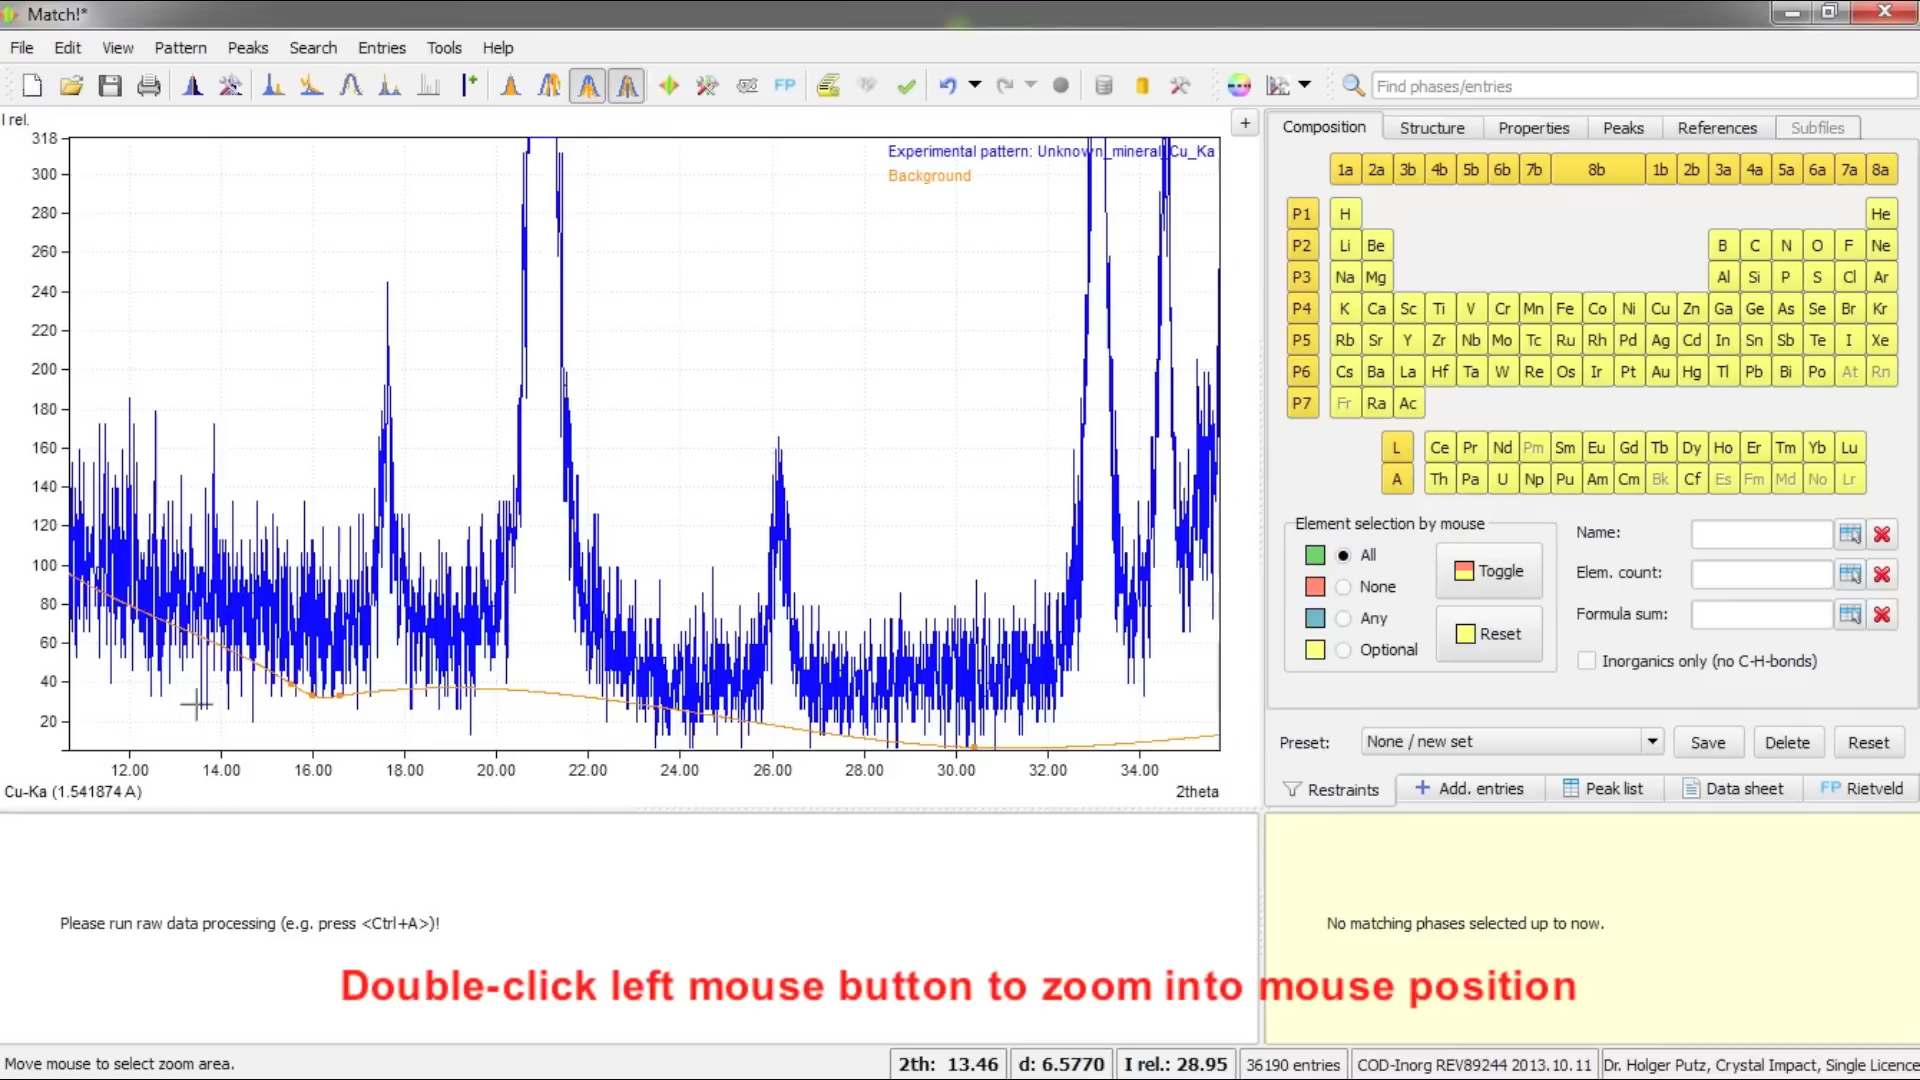 Match!*
File Edit View Pattern Peaks Search Entries Tools Help
FP
Find phases/entries
I rel.
318
300
280
260
240
220
200
180
160
140
120
100
80
60
40
20
Experimental pattern: Unknown_mineral_Cu_Ka
Background
12.00 14.00 16.00 18.00 20.00 22.00 24.00 26.00 28.00 30.00 32.00 34.00
Cu-Ka (1.541874 A)
2theta
+
Composition Structure Properties Peaks References Subfiles
1a 2a 3b 4b 5b 6b 7b 8b 1b 2b 3a 4a 5a 6a 7a 8a
P1 H He
P2 Li Be B C N O F Ne
P3 Na Mg Al Si P S Cl Ar
P4 K Ca Sc Ti V Cr Mn Fe Co Ni Cu Zn Ga Ge As Se Br Kr
P5 Rb Sr Y Zr Nb Mo Tc Ru Rh Pd Ag Cd In Sn Sb Te I Xe
P6 Cs Ba La Hf Ta W Re Os Ir Pt Au Hg Tl Pb Bi Po At Rn
P7 Fr Ra Ac
L Ce Pr Nd Pm Sm Eu Gd Tb Dy Ho Er Tm Yb Lu
A Th Pa U Np Pu Am Cm Bk Cf Es Fm Md No Lr
Element selection by mouse
All
None
Any
Optional
Toggle
Reset
Name:
Elem. count:
Formula sum:
Inorganics only (no C-H-bonds)
Preset: None / new set Save Delete Reset
Restraints Add. entries Peak list Data sheet FP Rietveld
Please run raw data processing (e.g. press <Ctrl+A>)!
No matching phases selected up to now.
Double-click left mouse button to zoom into mouse position
Move mouse to select zoom area.
2th: 13.46 d: 6.5770 I rel.: 28.95 36190 entries COD-Inorg REV89244 2013.10.11 Dr. Holger Putz, Crystal Impact, Single Licence